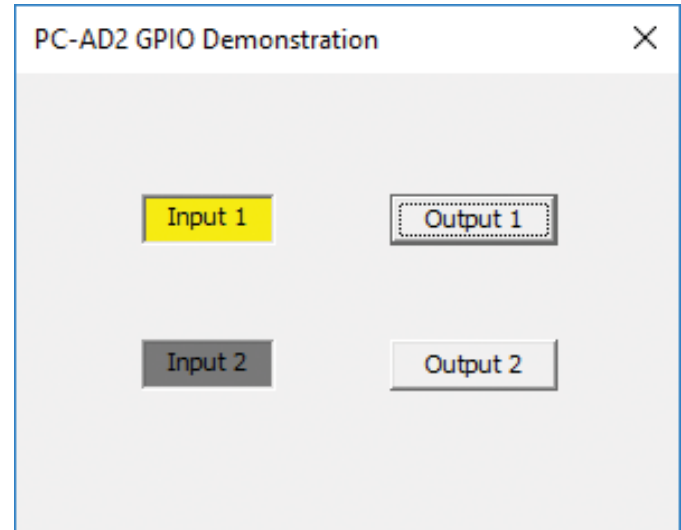 PC-AD2 GPIO Demonstration
Input 1
Output 1
Input 2
Output 2